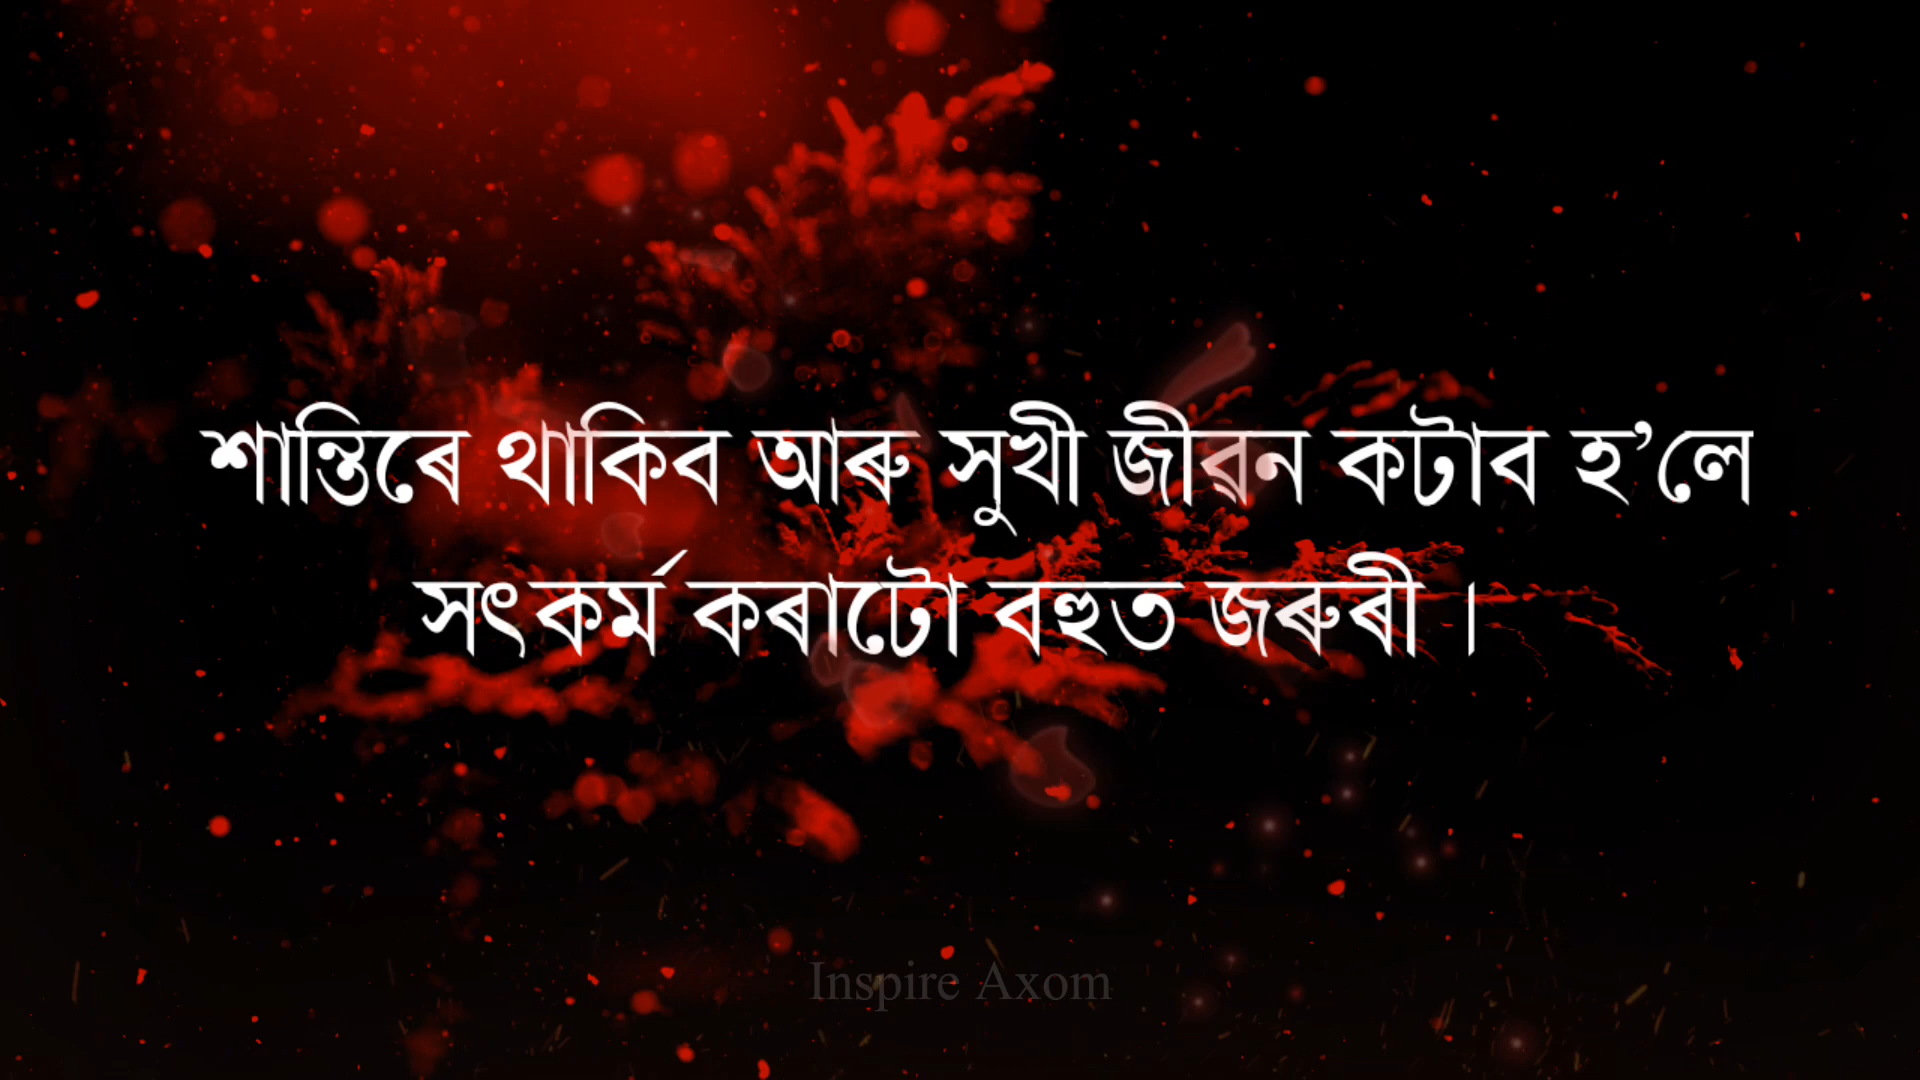 শান্তিৰে থাকিব আৰু সুখী জীৱন কটাব হ’লে
সৎকৰ্ম কৰাটো বহুত জৰুৰী ।
Inspire Axom